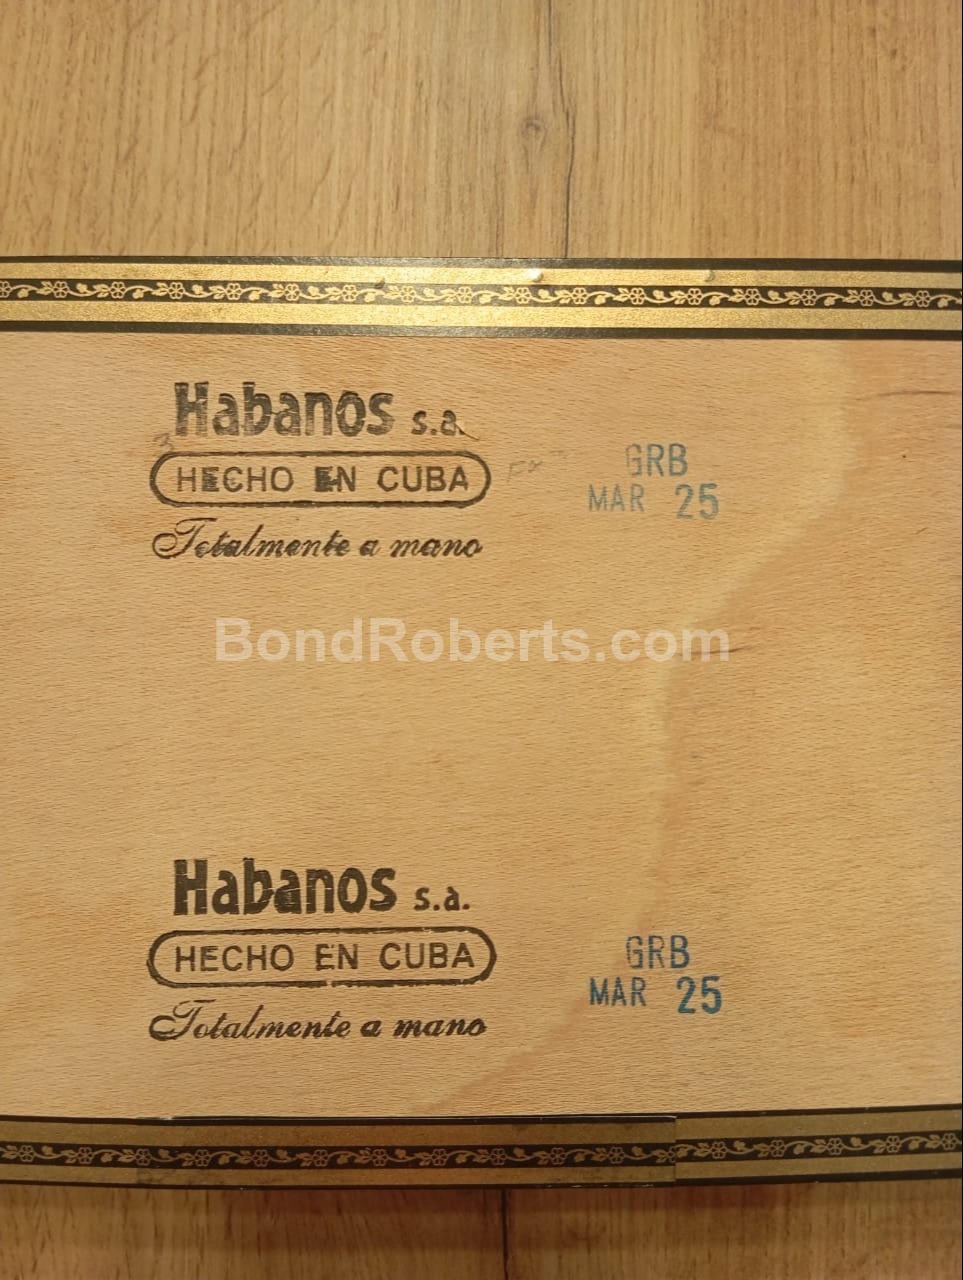 Habanos s.a.
HECHO EN CUBA
Totalmente a mano
GRB
MAR 25
BondRoberts.com
Habanos s.a.
HECHO EN CUBA
Totalmente a mano
GRB
MAR 25